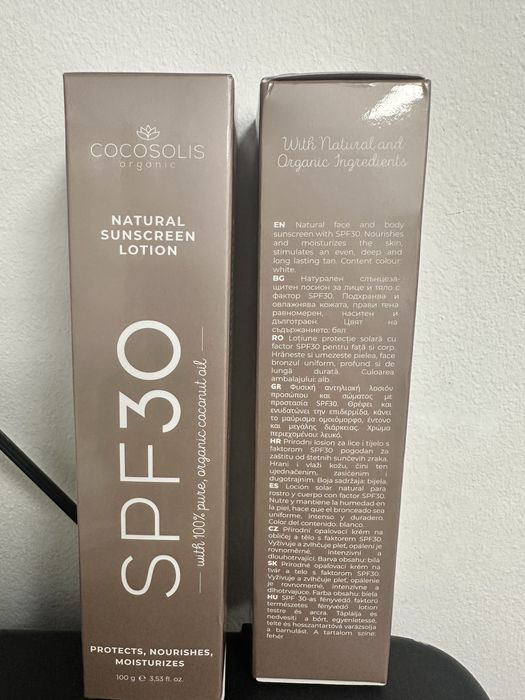 COCOSOLIS
organic
NATURAL
SUNSCREEN
LOTION
SPF30
with 100% pure, organic coconut oil
PROTECTS, NOURISHES,
MOISTURIZES
100 g ℮ 3,53 fl. oz.
With Natural and
Organic Ingredients
EN Natural face and body
sunscreen with SPF30. Nourishes
and moisturizes the skin,
stimulates an even, deep and
long lasting tan. Content colour:
white.
BG Натурален слънцеза-
щитен лосион за лице и тяло с
фактор SPF30. Подхранва и
овлажнява кожата, прави тена
равномерен, наситен и
дълготраен. Цвят на
съдържанието: бял
RO Loțiune protecție solară cu
factor SPF30 pentru față si corp.
Hrăneste si umezeste pielea, face
bronzul uniform, profund si de
lungă durată. Culoarea
ambalajului: alb.
GR Φυσική αντηλιακή λοσιόν
προσώπου και σώματος με
προστασία SPF30. Θρέφει και
ενυδατώνει την επιδερμίδα, κάνει
το μαύρισμα ομοιόμορφο, έντονο
και μεγάλης διάρκειας. Χρώμα
περιεχομένου: λευκό.
HR Prirodni losion za lice i tijelo s
faktorom SPF30 pogodan za
zaštitu od štetnih sunčevih zraka.
Hrani i vlaži kožu, čini ten
ujednačenim, zasićenim i
dugotrajnim. Boja sadržaja: bijela.
ES Loción solar natural para
rostro y cuerpo con factor SPF30.
Nutre y mantiene la humedad en
la piel, hace que el bronceado sea
uniforme, intenso y duradero.
Color del contenido: blanco.
CZ Přírodní opalovací krém na
obličej a tělo s faktorem SPF30.
Vyživuje a zvlhčuje pleť, opálení je
rovnoměrné, intenzivní a
dlouhotrvající. Barva obsahu: bílá
SK Prírodné opaľovací krém na
tvár a telo s faktorom SPF30.
Vyživuje a zvlhčuje pleť, opálenie
je rovnomerné, intenzívne a
dlhotrvajúce. Farba obsahu: biela
HU SPF 30-as fényvédő faktorú
természetes fényvédő lotion
testre és arcra. Táplálja és
nedvesíti a bőrt, egyenletessé,
telté és hosszantartóvá varázsolja
a barnulást. A tartalom színe:
fehér